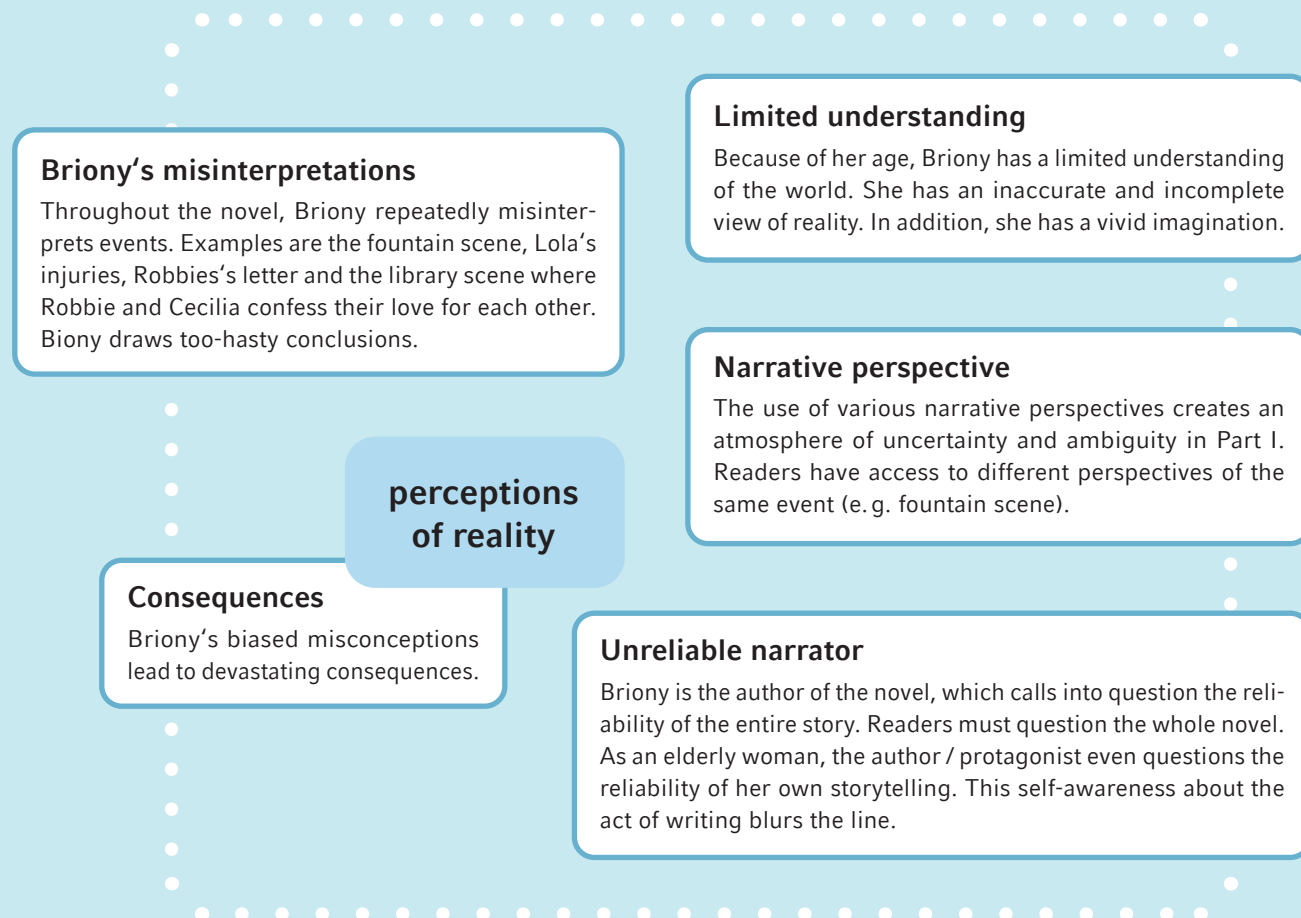 Briony‘s misinterpretations
Throughout the novel, Briony repeatedly misinter-
prets events. Examples are the fountain scene, Lola‘s
injuries, Robbies‘s letter and the library scene where
Robbie and Cecilia confess their love for each other.
Biony draws too-hasty conclusions.
Limited understanding
Because of her age, Briony has a limited understanding
of the world. She has an inaccurate and incomplete
view of reality. In addition, she has a vivid imagination.
Narrative perspective
The use of various narrative perspectives creates an
atmosphere of uncertainty and ambiguity in Part I.
Readers have access to different perspectives of the
same event (e. g. fountain scene).
perceptions
of reality
Consequences
Briony‘s biased misconceptions
lead to devastating consequences.
Unreliable narrator
Briony is the author of the novel, which calls into question the reli-
ability of the entire story. Readers must question the whole novel.
As an elderly woman, the author / protagonist even questions the
reliability of her own storytelling. This self-awareness about the
act of writing blurs the line.